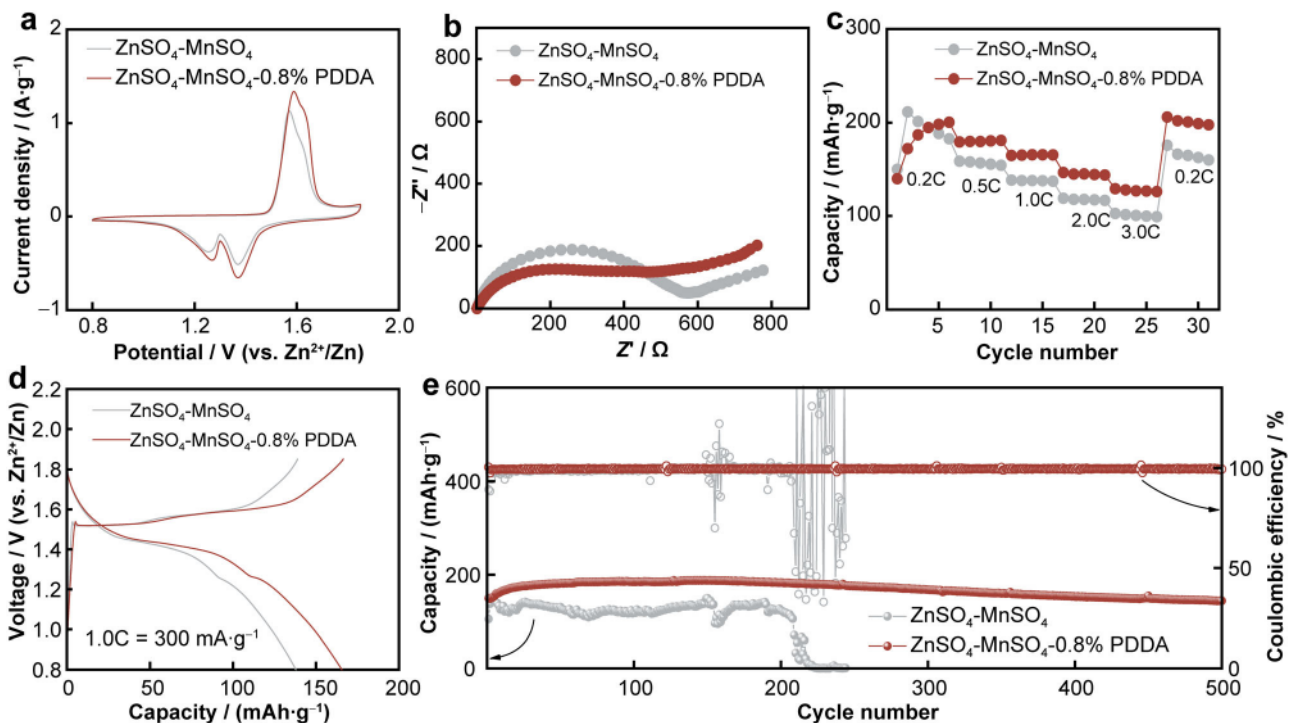 a
ZnSO₄-MnSO₄
ZnSO₄-MnSO₄-0.8% PDDA
Current density / (A·g⁻¹)
2
1
0
−1
0.8
1.2
1.6
2.0
Potential / V (vs. Zn²⁺/Zn)
b
ZnSO₄-MnSO₄
ZnSO₄-MnSO₄-0.8% PDDA
−Z'' / Ω
800
600
400
200
0
200
400
600
800
Z' / Ω
c
ZnSO₄-MnSO₄
ZnSO₄-MnSO₄-0.8% PDDA
Capacity / (mAh·g⁻¹)
300
200
100
0
0.2C
0.5C
1.0C
2.0C
3.0C
0.2C
5
10
15
20
25
30
Cycle number
d
ZnSO₄-MnSO₄
ZnSO₄-MnSO₄-0.8% PDDA
Voltage / V (vs. Zn²⁺/Zn)
2.2
2.0
1.8
1.6
1.4
1.2
1.0
0.8
1.0C = 300 mA·g⁻¹
0
50
100
150
200
Capacity / (mAh·g⁻¹)
e
Capacity / (mAh·g⁻¹)
600
400
200
0
ZnSO₄-MnSO₄
ZnSO₄-MnSO₄-0.8% PDDA
100
40
0
Coulombic efficiency / %
0
100
200
300
400
500
Cycle number